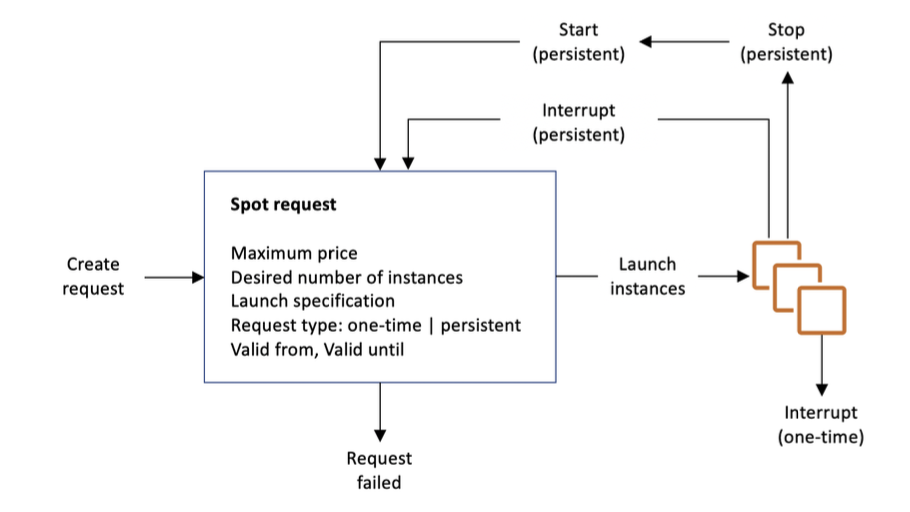 Start
(persistent)
Stop
(persistent)
Interrupt
(persistent)
Spot request
Maximum price
Desired number of instances
Launch specification
Request type: one-time | persistent
Valid from, Valid until
Create
request
Launch
instances
Interrupt
(one-time)
Request
failed